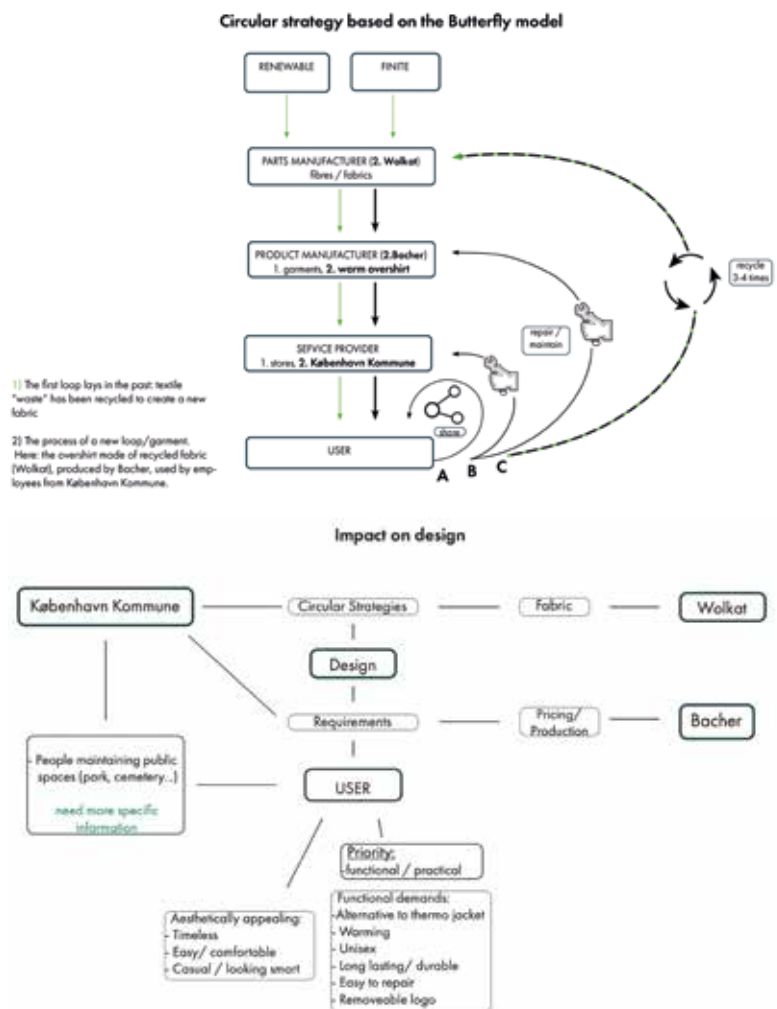 Circular strategy based on the Butterfly model
RENEWABLE
FINITE
PARTS MANUFACTURER (2. Wolkat)
fibres / fabrics
PRODUCT MANUFACTURER (2.Bacher)
1. garments, 2. warm overshirt
SERVICE PROVIDER
1. stores, 2. København Kommune
USER
share
repair /
maintain
recycle
3-4 times
A
B
C
1) The first loop lays in the past: textile
"waste" has been recycled to create a new
fabric
2) The process of a new loop/garment.
Here: the overshirt made of recycled fabric
(Wolkat), produced by Bacher, used by emp-
loyees from København Kommune.
Impact on design
København Kommune
Circular Strategies
Fabric
Wolkat
Design
Requirements
Pricing/
Production
Bacher
- People maintaining public
spaces (park, cemetery...)
need more specific
information
USER
Priority:
-functional / practical
Aesthetically appealing:
- Timeless
- Easy/ comfortable
- Casual / looking smart
Functional demands:
-Alternative to thermo jacket
- Warming
- Unisex
- Long lasting/ durable
- Easy to repair
- Removeable logo